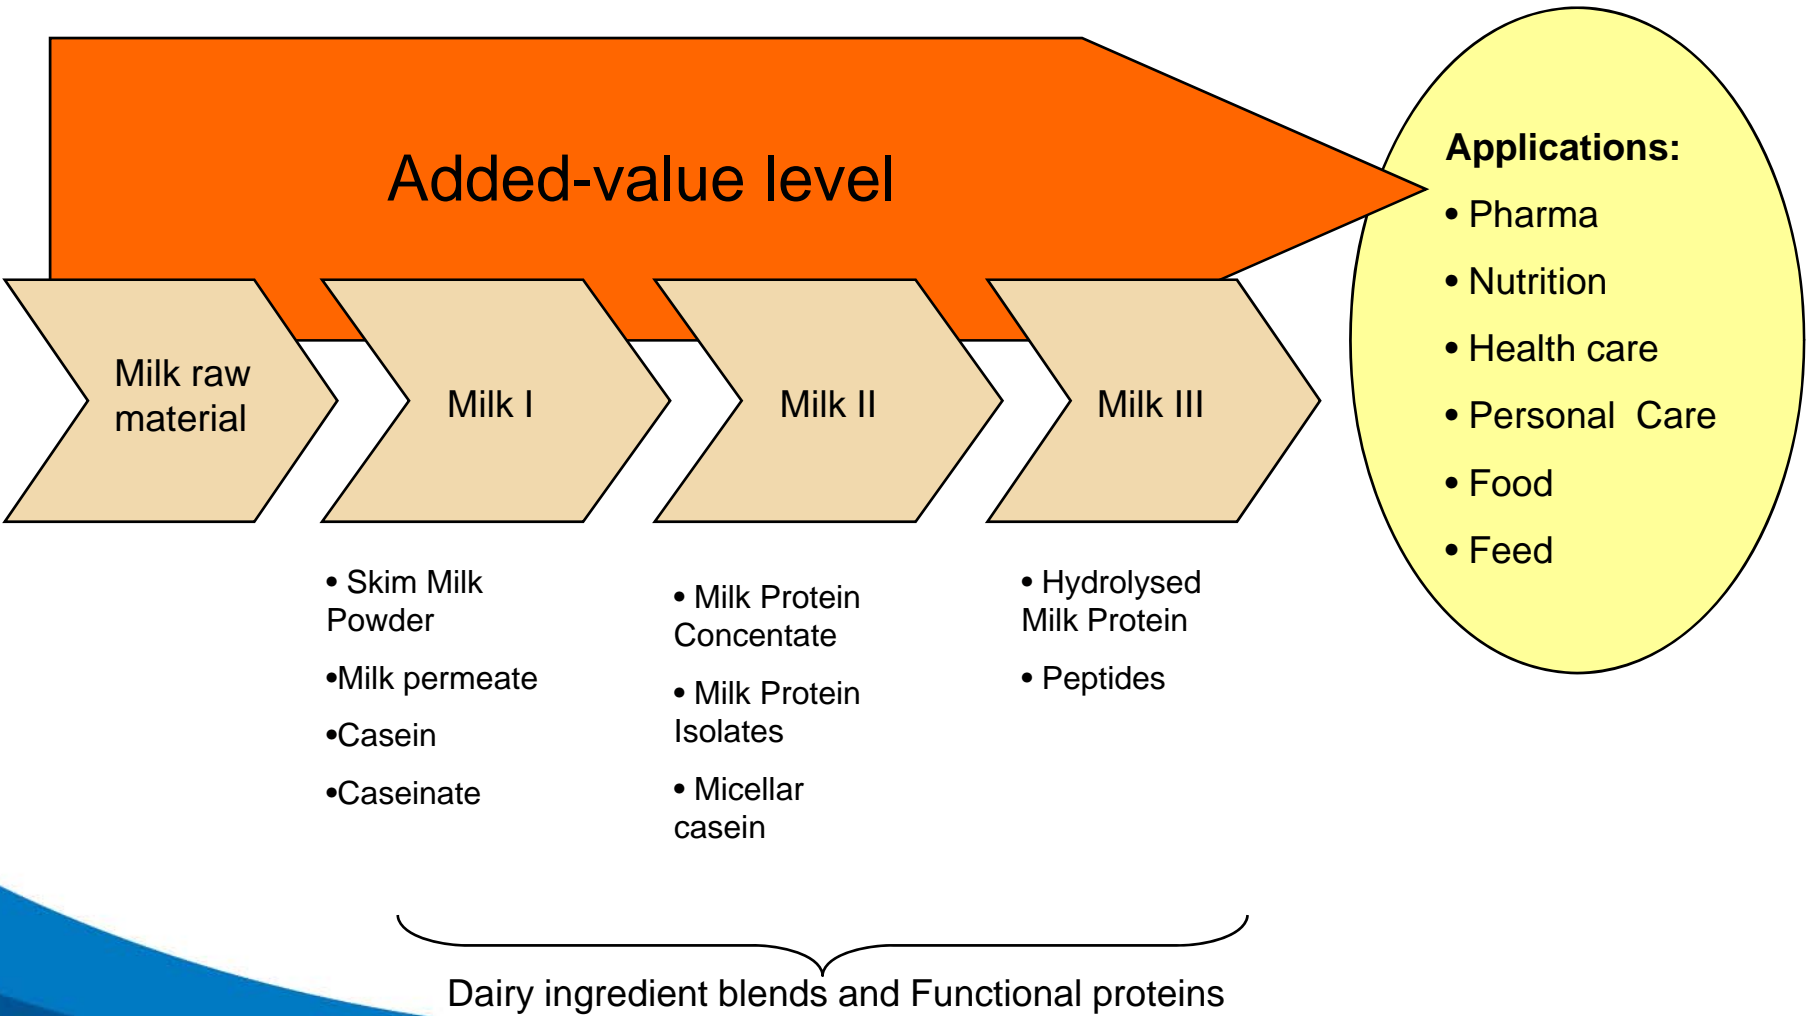 Added-value level
Milk raw
material
Milk I
Milk II
Milk III
• Skim Milk
Powder
•Milk permeate
•Casein
•Caseinate
• Milk Protein
Concentate
• Milk Protein
Isolates
• Micellar
casein
• Hydrolysed
Milk Protein
• Peptides
Applications:
• Pharma
• Nutrition
• Health care
• Personal  Care
• Food
• Feed
Dairy ingredient blends and Functional proteins